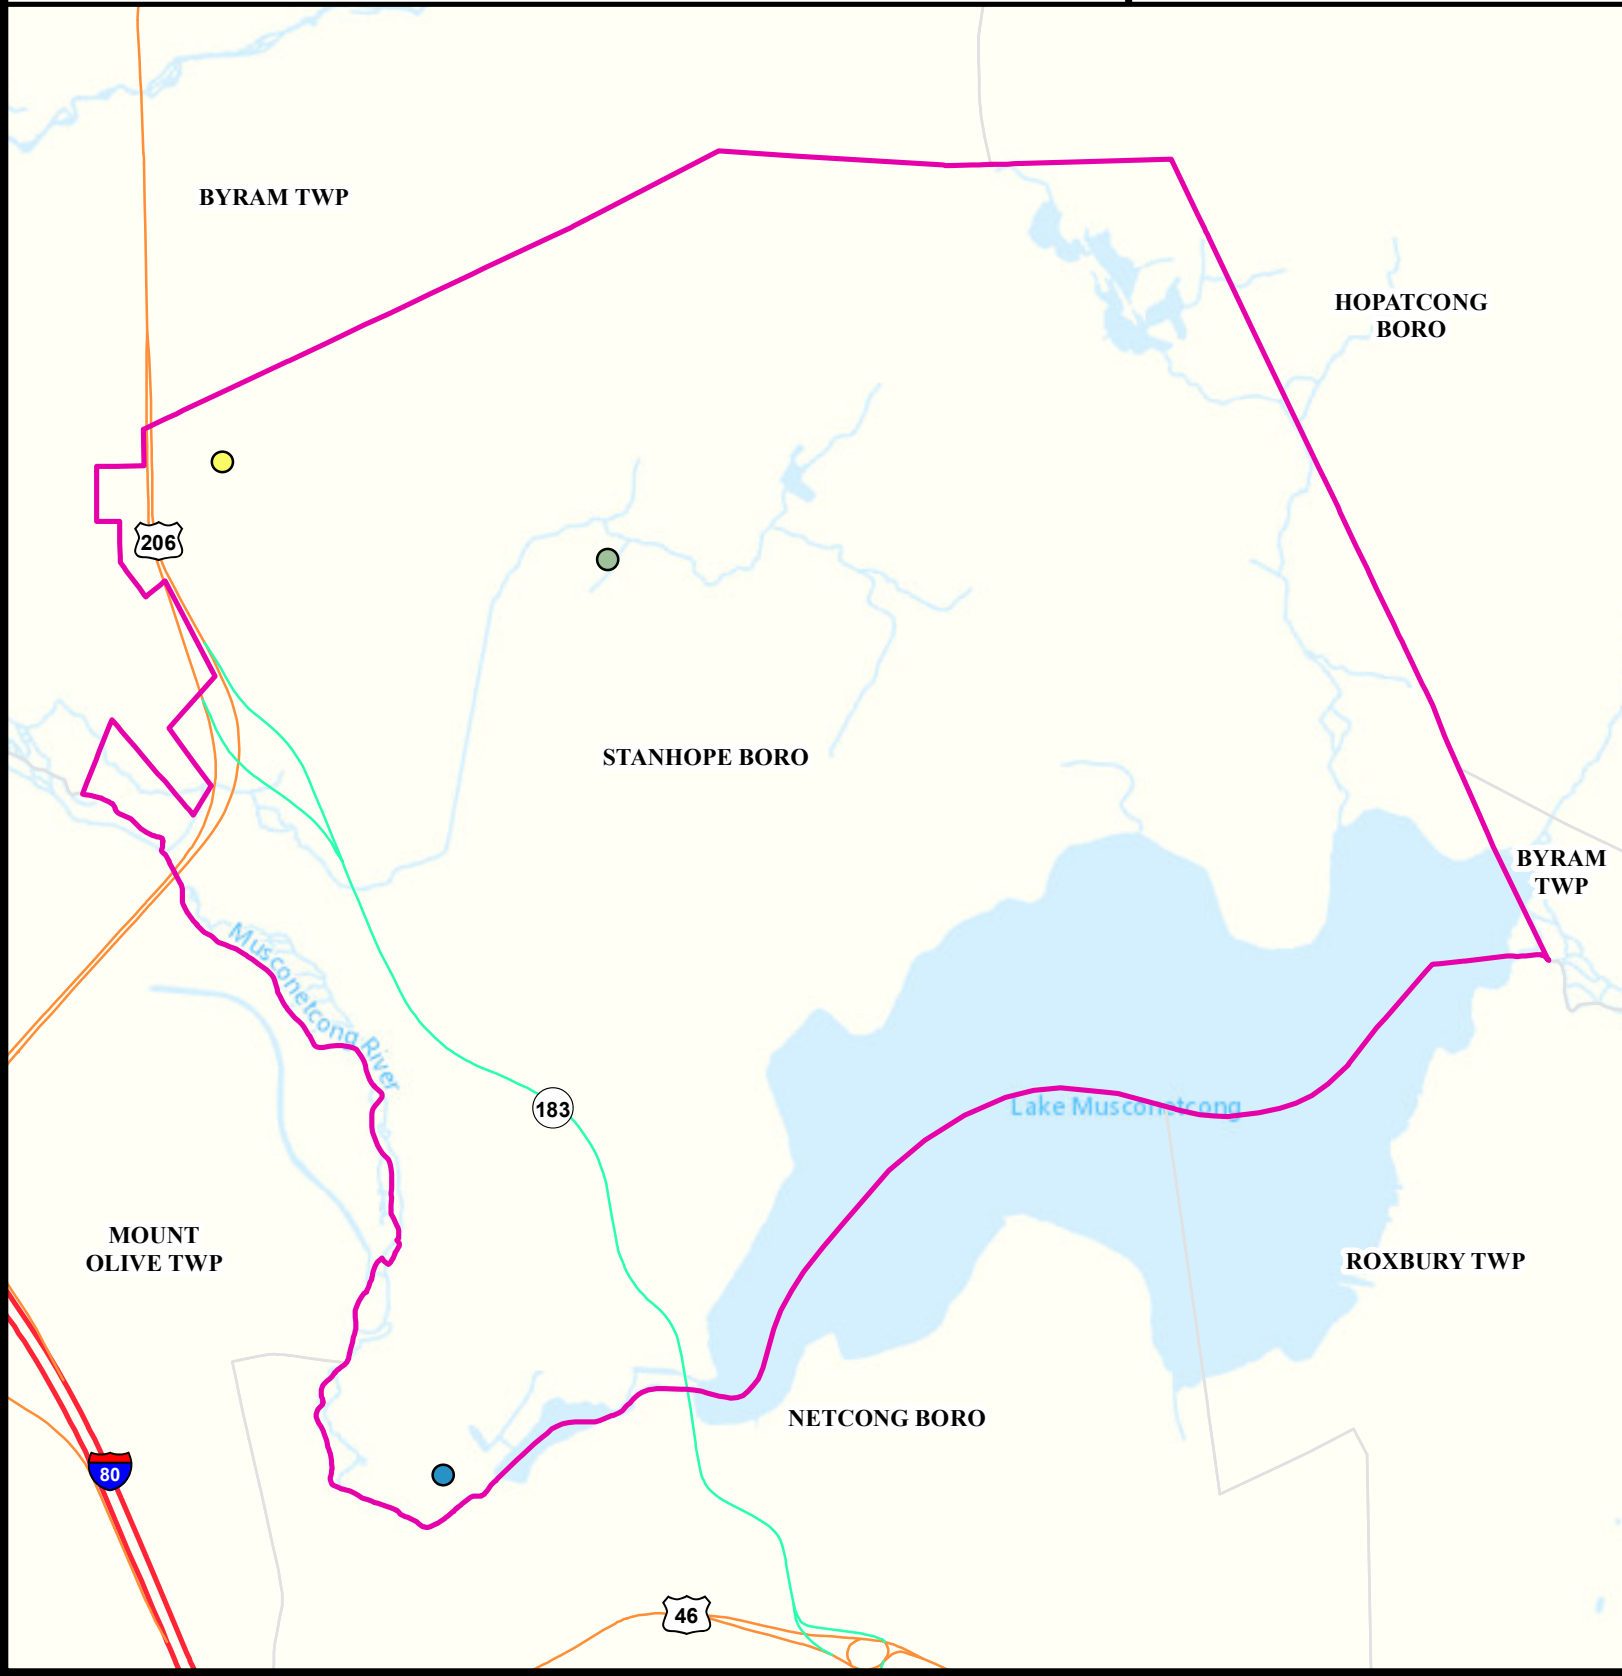 BYRAM TWP
HOPATCONG
BORO
206
STANHOPE BORO
BYRAM
TWP
Musconetcong River
183
Lake Musconetcong
MOUNT
OLIVE TWP
ROXBURY TWP
NETCONG BORO
80
46